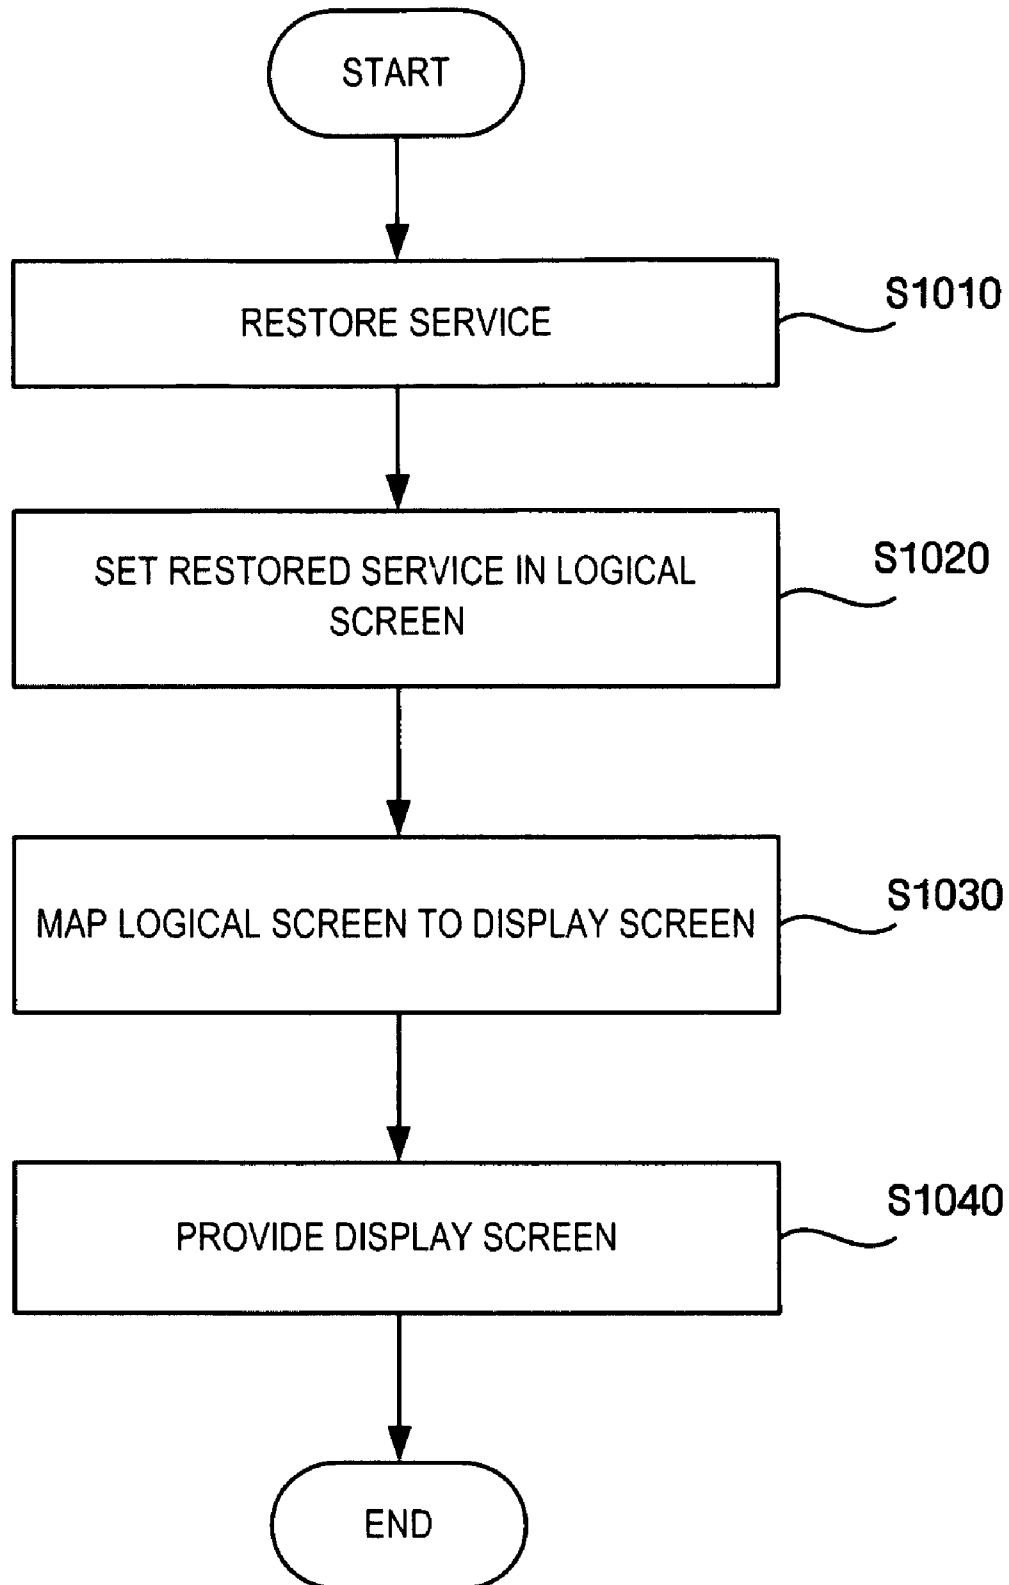 START
RESTORE SERVICE
S1010
SET RESTORED SERVICE IN LOGICAL
SCREEN
S1020
MAP LOGICAL SCREEN TO DISPLAY SCREEN
S1030
PROVIDE DISPLAY SCREEN
S1040
END